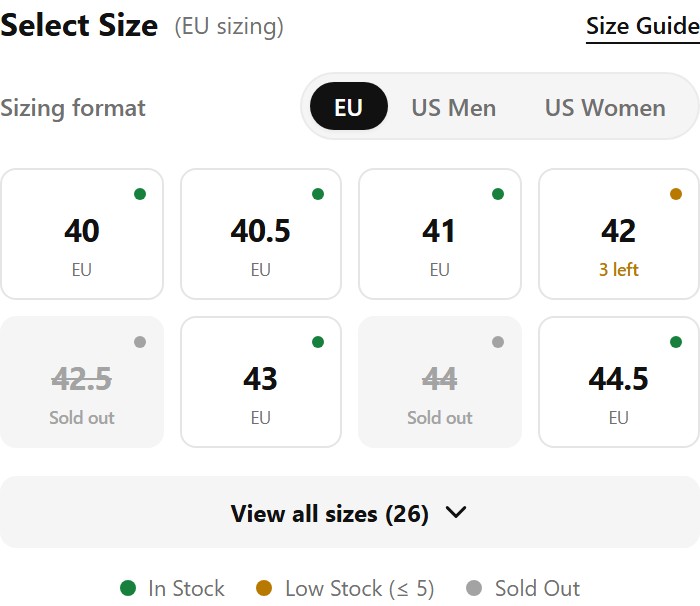 Select Size (EU sizing) Size Guide
Sizing format EU US Men US Women
40 40.5 41 42
EU EU EU 3 left
42.5 43 44 44.5
Sold out EU Sold out EU
View all sizes (26)
In Stock Low Stock (≤ 5) Sold Out